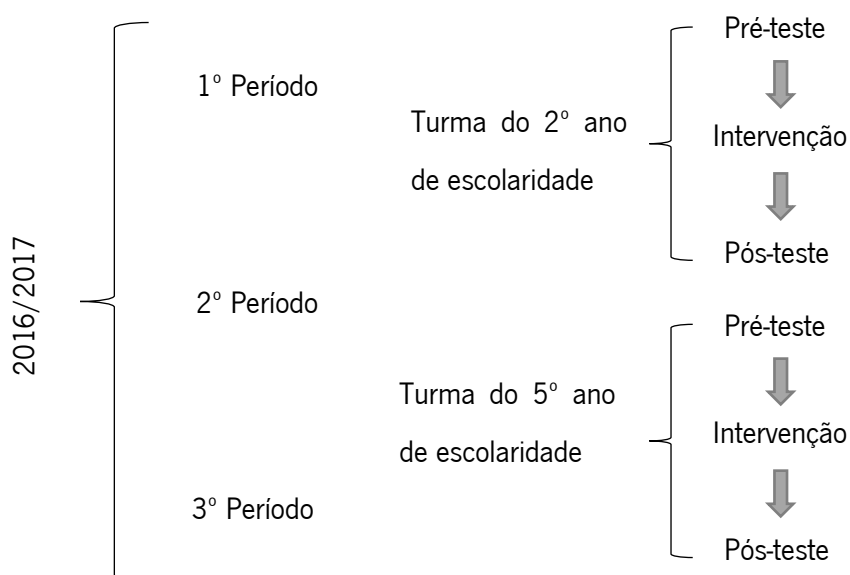 2016/2017
1º Período
2º Período
3º Período
Turma do 2º ano
de escolaridade
Pré-teste
Intervenção
Pós-teste
Turma do 5º ano
de escolaridade
Pré-teste
Intervenção
Pós-teste